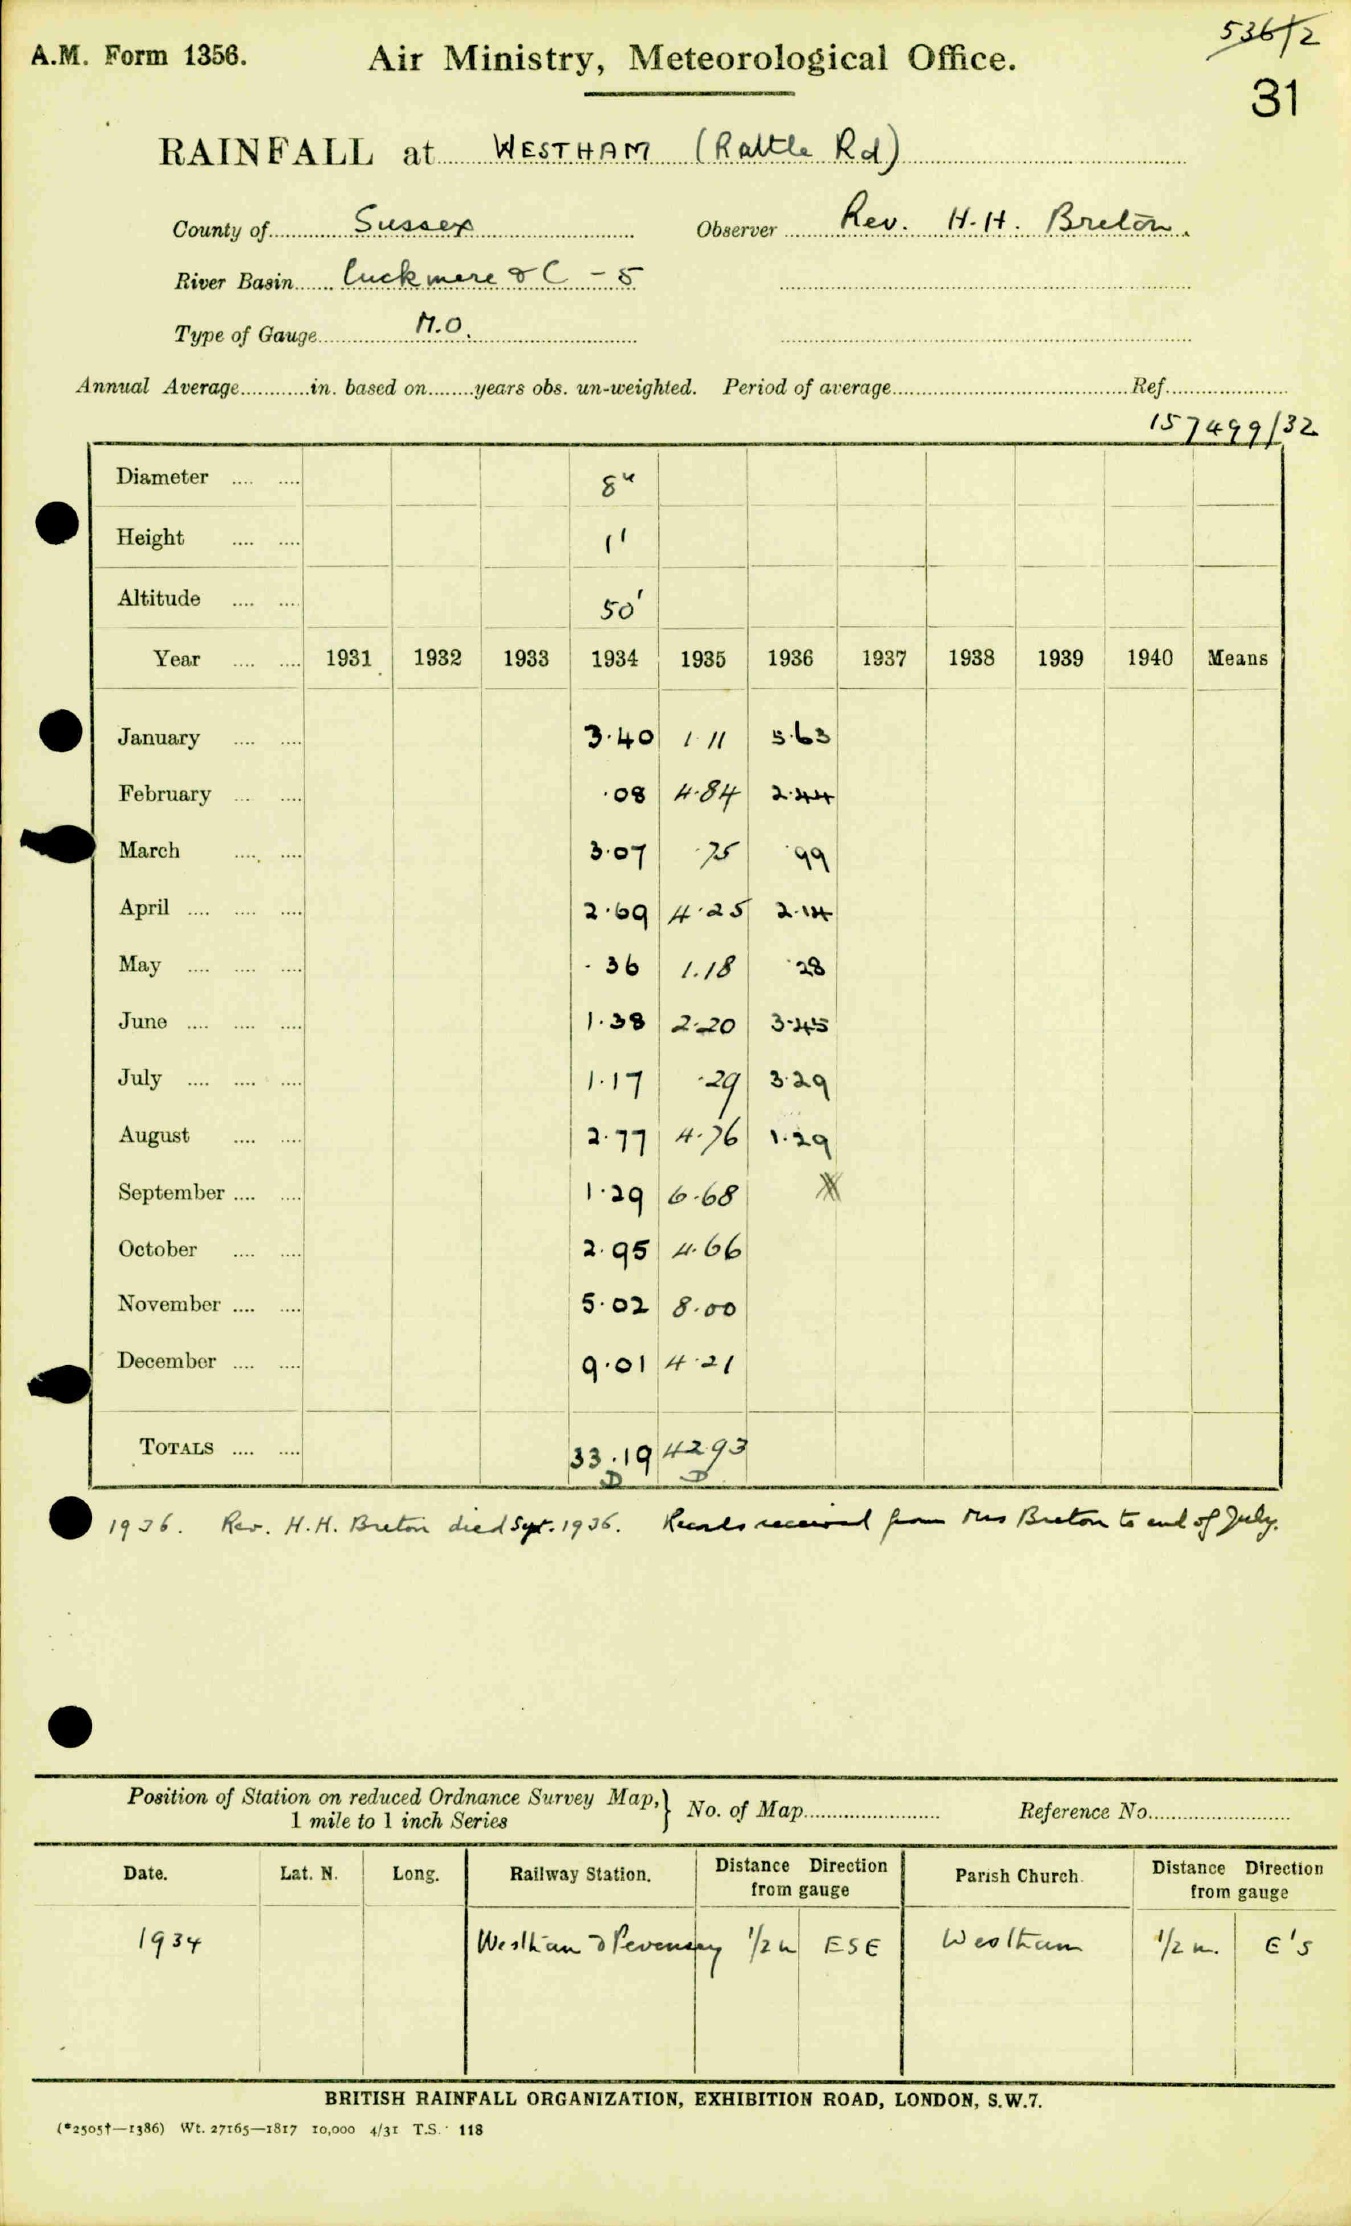 536/2
A.M. Form 1356. Air Ministry, Meteorological Office.
31
RAINFALL at WESTHAM (Rattle Rd)
County of Sussex Observer Rev. H.H. Breton.
River Basin Cuckmere & C - 5
Type of Gauge M.O.
Annual Average in. based on years obs. un-weighted. Period of average Ref.
157499/32
Diameter 8"
Height 1'
Altitude 50'
Year 1931 1932 1933 1934 1935 1936 1937 1938 1939 1940 Means
January 3.40 1.11 5.63
February .08 4.84 2.44
March 3.07 .75 .99
April 2.69 4.25 2.14
May .36 1.18 .28
June 1.38 2.20 3.45
July 1.17 .29 3.29
August 2.77 4.76 1.29
September 1.29 6.68
October 2.95 4.66
November 5.02 8.00
December 9.01 4.21
TOTALS 33.19 42.93
D D
1936. Rev. H.H. Breton died Sept. 1936. Records received from Mrs Breton to end of July.
Position of Station on reduced Ordnance Survey Map, 1 mile to 1 inch Series } No. of Map Reference No.
Date. Lat. N. Long. Railway Station. Distance Direction from gauge Parish Church. Distance Direction from gauge
1934 Westham & Pevensey 1/2 m ESE Westham 1/2 m. E'S
BRITISH RAINFALL ORGANIZATION, EXHIBITION ROAD, LONDON, S.W.7.
(*2505†—1386) Wt. 27165—1817 10,000 4/31 T.S. 118